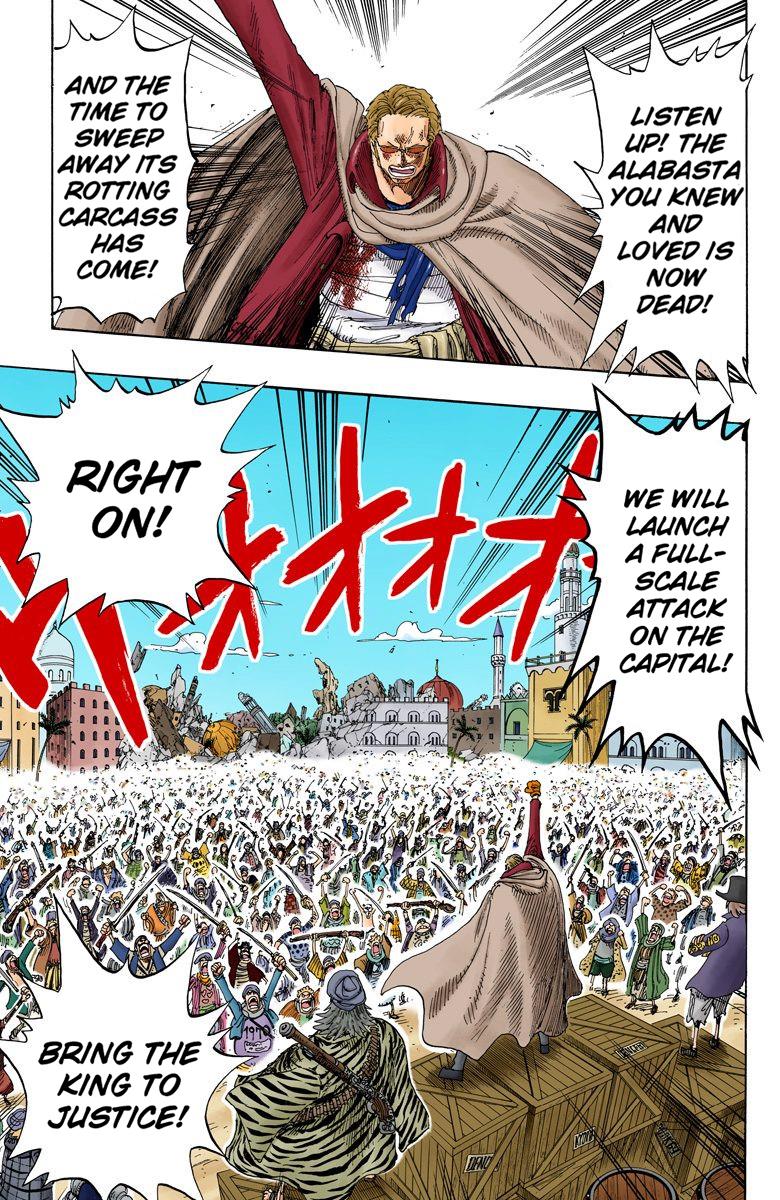 LISTEN
UP! THE
ALABASTA
YOU KNEW
AND
LOVED IS
NOW
DEAD!
AND THE
TIME TO
SWEEP
AWAY ITS
ROTTING
CARCASS
HAS
COME!
WE WILL
LAUNCH
A FULL-
SCALE
ATTACK
ON THE
CAPITAL!
オオオオ
RIGHT
ON!
BRING THE
KING TO
JUSTICE!
1970